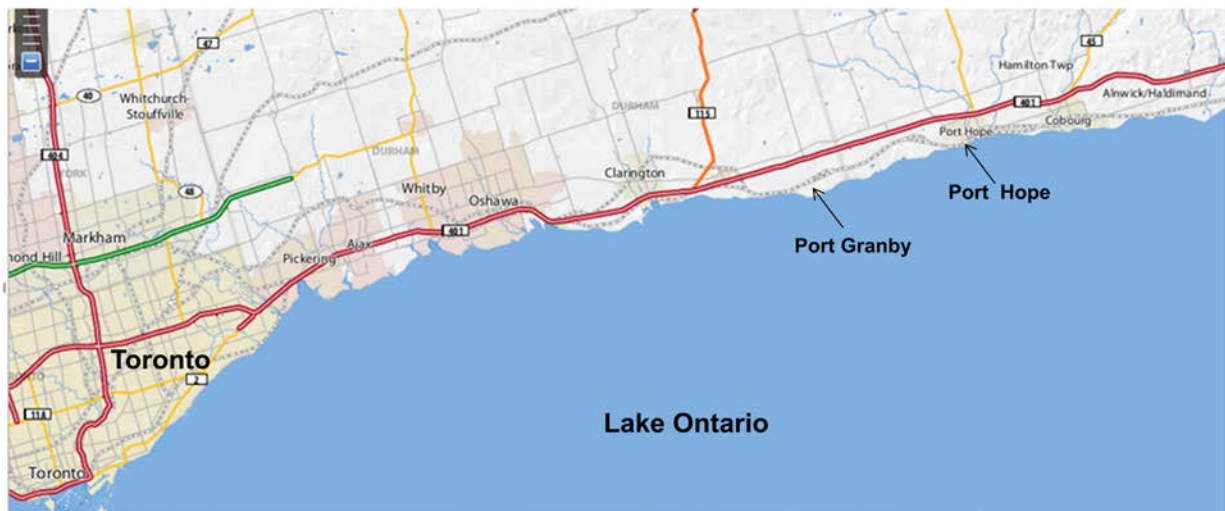 47
45
Hamilton Twp
40
Whitchurch-
Stouffville
401
Alnwick/Haldimand
DURHAM
115
Cobourg
Port Hope
404
DURHAM
YORK
Clarington
48
Whitby
Oshawa
Port Hope
Markham
Ajax
401
Port Granby
mond Hill
Pickering
Toronto
2
11A
Lake Ontario
Toronto